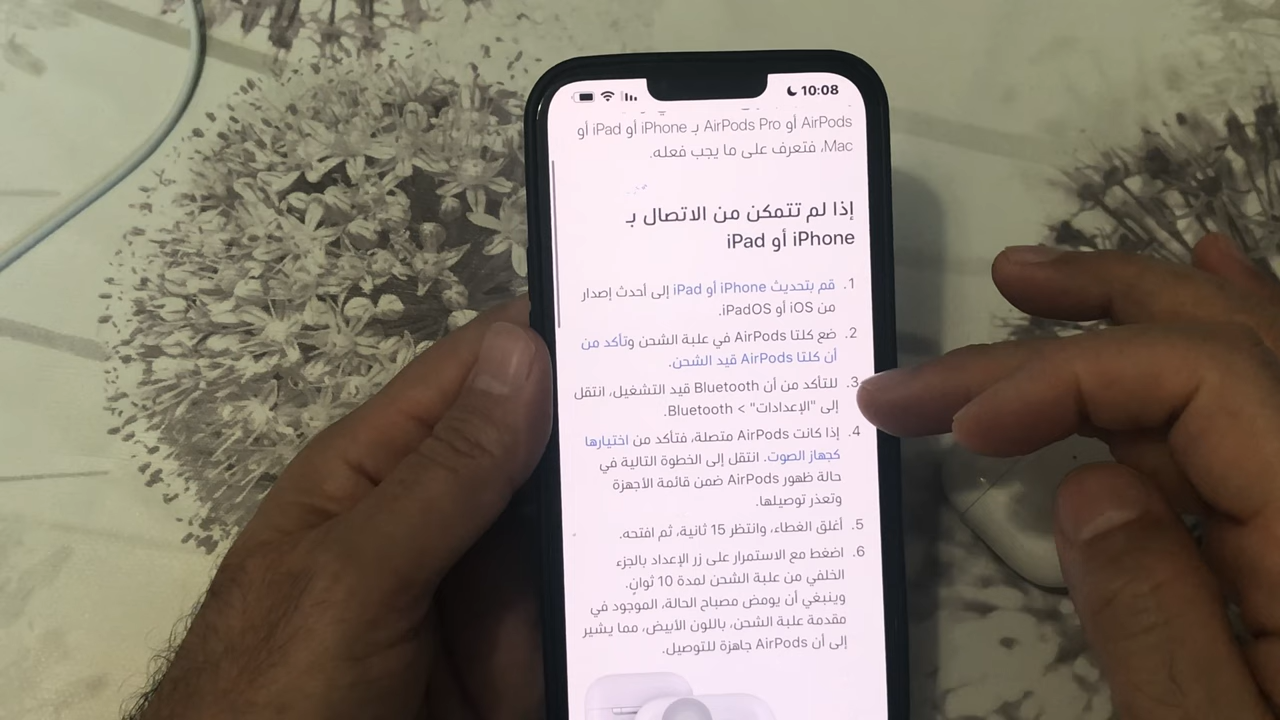 10:08
AirPods أو AirPods Pro بـ iPhone أو iPad أو
Mac، فتعرف على ما يجب فعله.
إذا لم تتمكن من الاتصال بـ
iPhone أو iPad
1. قم بتحديث iPhone أو iPad إلى أحدث إصدار
من iOS أو iPadOS.
2. ضع كلتا AirPods في علبة الشحن وتأكد من
أن كلتا AirPods قيد الشحن.
3. للتأكد من أن Bluetooth قيد التشغيل، انتقل
إلى "الإعدادات" > Bluetooth.
4. إذا كانت AirPods متصلة، فتأكد من اختيارها
كجهاز الصوت. انتقل إلى الخطوة التالية في
حالة ظهور AirPods ضمن قائمة الأجهزة
وتعذر توصيلها.
5. أغلق الغطاء، وانتظر 15 ثانية، ثم افتحه.
6. اضغط مع الاستمرار على زر الإعداد بالجزء
الخلفي من علبة الشحن لمدة 10 ثوانٍ.
وينبغي أن يومض مصباح الحالة، الموجود في
مقدمة علبة الشحن، باللون الأبيض، مما يشير
إلى أن AirPods جاهزة للتوصيل.